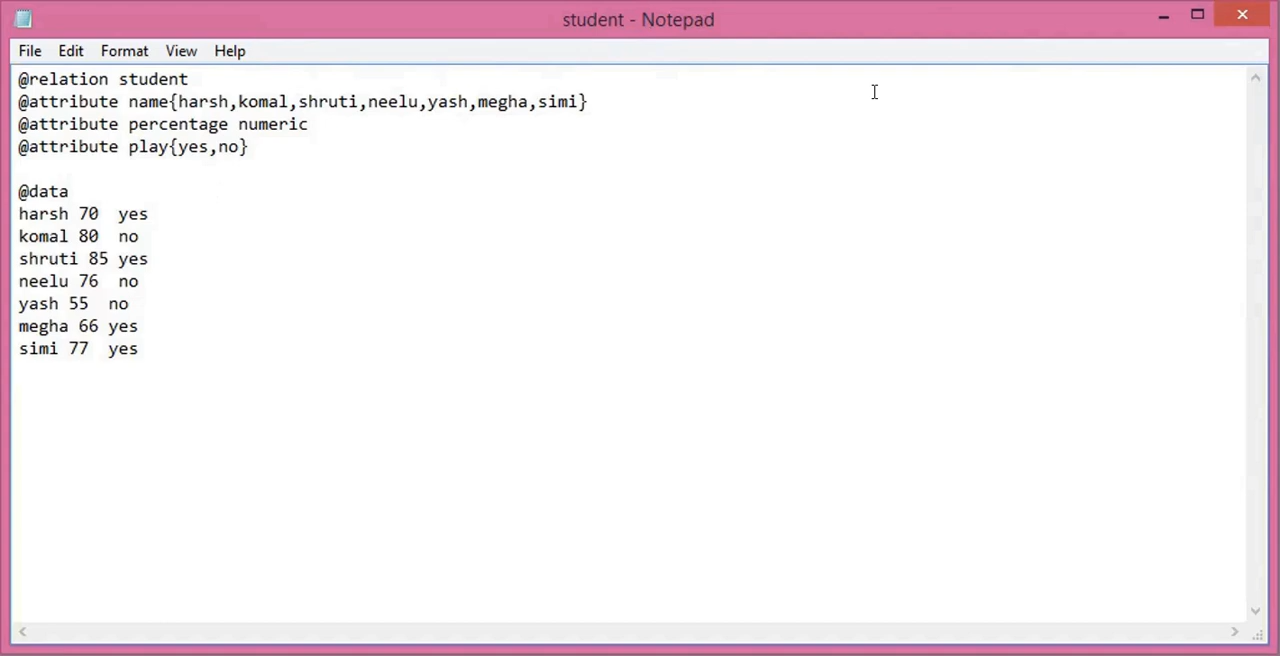 student - Notepad
File Edit Format View Help
@relation student
@attribute name{harsh,komal,shruti,neelu,yash,megha,simi}
@attribute percentage numeric
@attribute play{yes,no}
@data
harsh 70  yes
komal 80  no
shruti 85 yes
neelu 76  no
yash 55  no
megha 66 yes
simi 77  yes